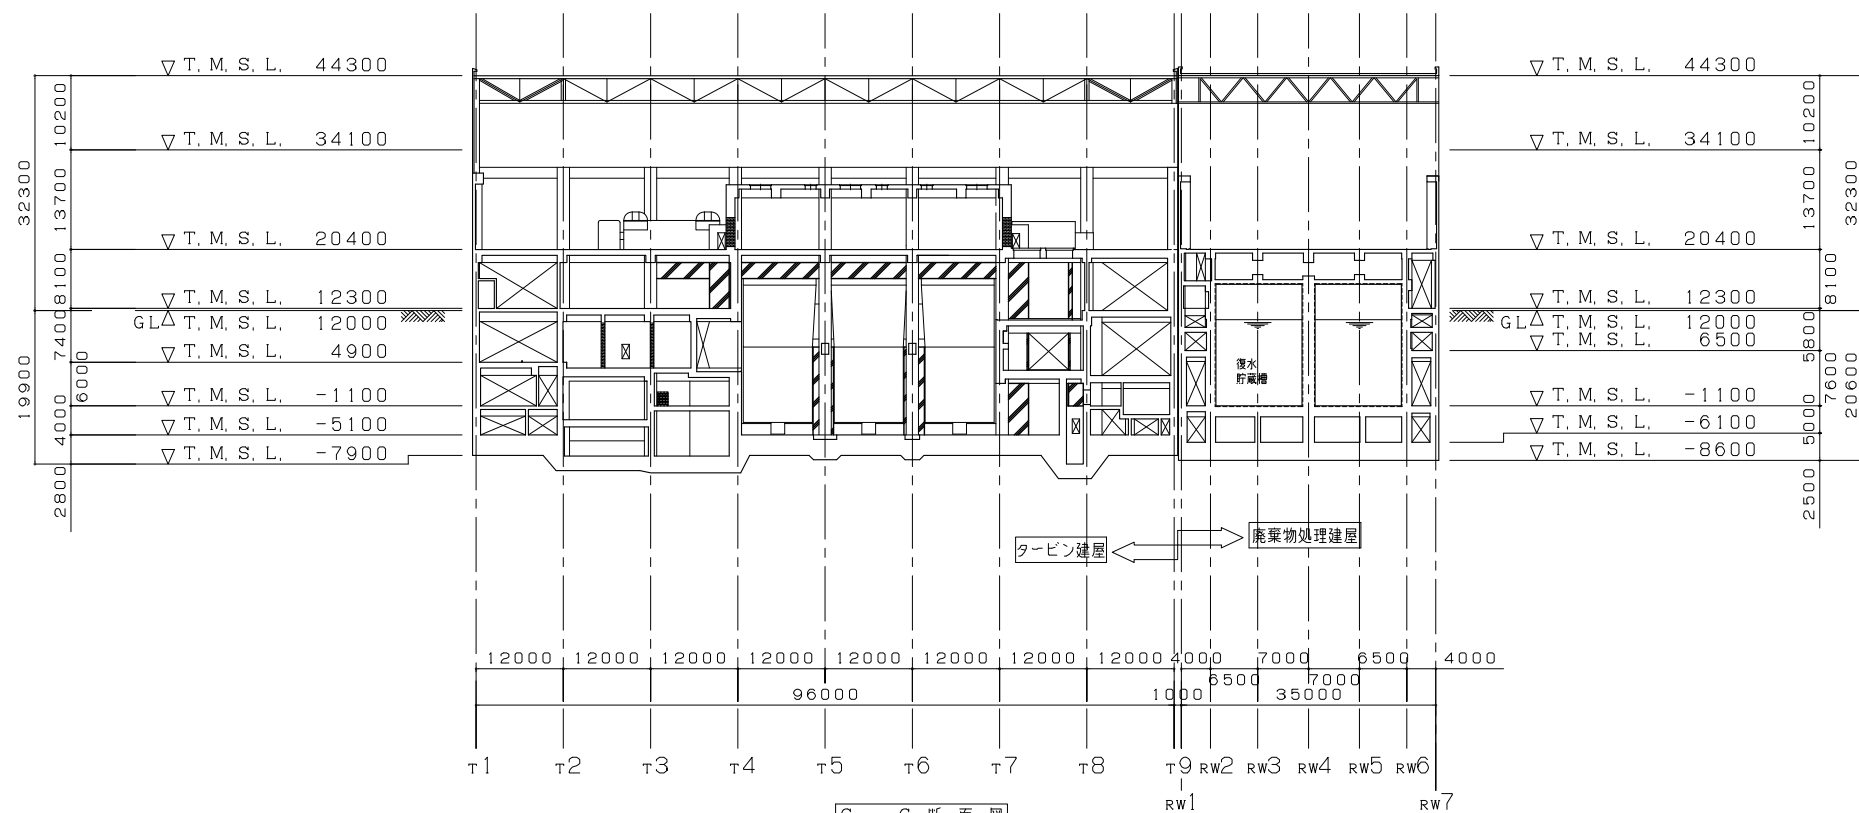 T.M.S.L. 44300
T.M.S.L. 34100
T.M.S.L. 20400
T.M.S.L. 12300
GL T.M.S.L. 12000
T.M.S.L. 4900
T.M.S.L. -1100
T.M.S.L. -5100
T.M.S.L. -7900
32300
19900
10200
13700
8100
7400
6000
4000
2800
T.M.S.L. 44300
T.M.S.L. 34100
T.M.S.L. 20400
T.M.S.L. 12300
GL T.M.S.L. 12000
T.M.S.L. 6500
T.M.S.L. -1100
T.M.S.L. -6100
T.M.S.L. -8600
10200
13700
8100
5800
7600
5000
2500
32300
20600
復水
貯蔵槽
タービン建屋
廃棄物処理建屋
12000 12000 12000 12000 12000 12000 12000 12000 4000 7000 6500 4000
6500 7000
96000 1000 35000
T1 T2 T3 T4 T5 T6 T7 T8 T9 RW2 RW3 RW4 RW5 RW6
RW1 RW7